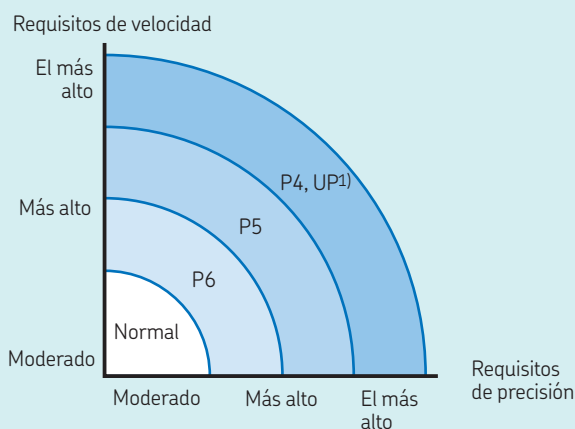 Requisitos de velocidad
El más
alto
P4, UP1)
Más alto
P5
P6
Normal
Moderado
Moderado
Más alto
El más
alto
Requisitos
de precisión